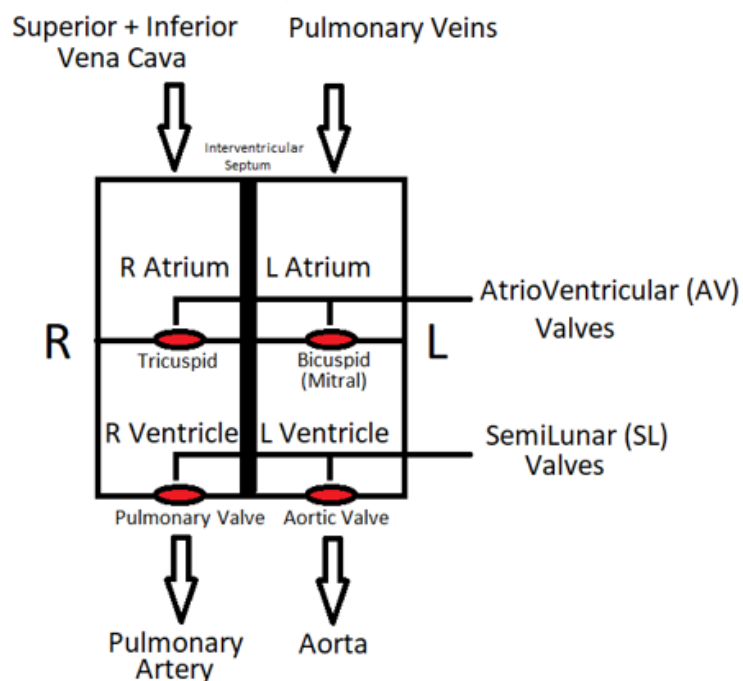 Superior + Inferior
Vena Cava
Pulmonary Veins
Interventricular
Septum
R Atrium
L Atrium
AtrioVentricular (AV)
Valves
R
L
Tricuspid
Bicuspid
(Mitral)
R Ventricle
L Ventricle
SemiLunar (SL)
Valves
Pulmonary Valve
Aortic Valve
Pulmonary
Artery
Aorta